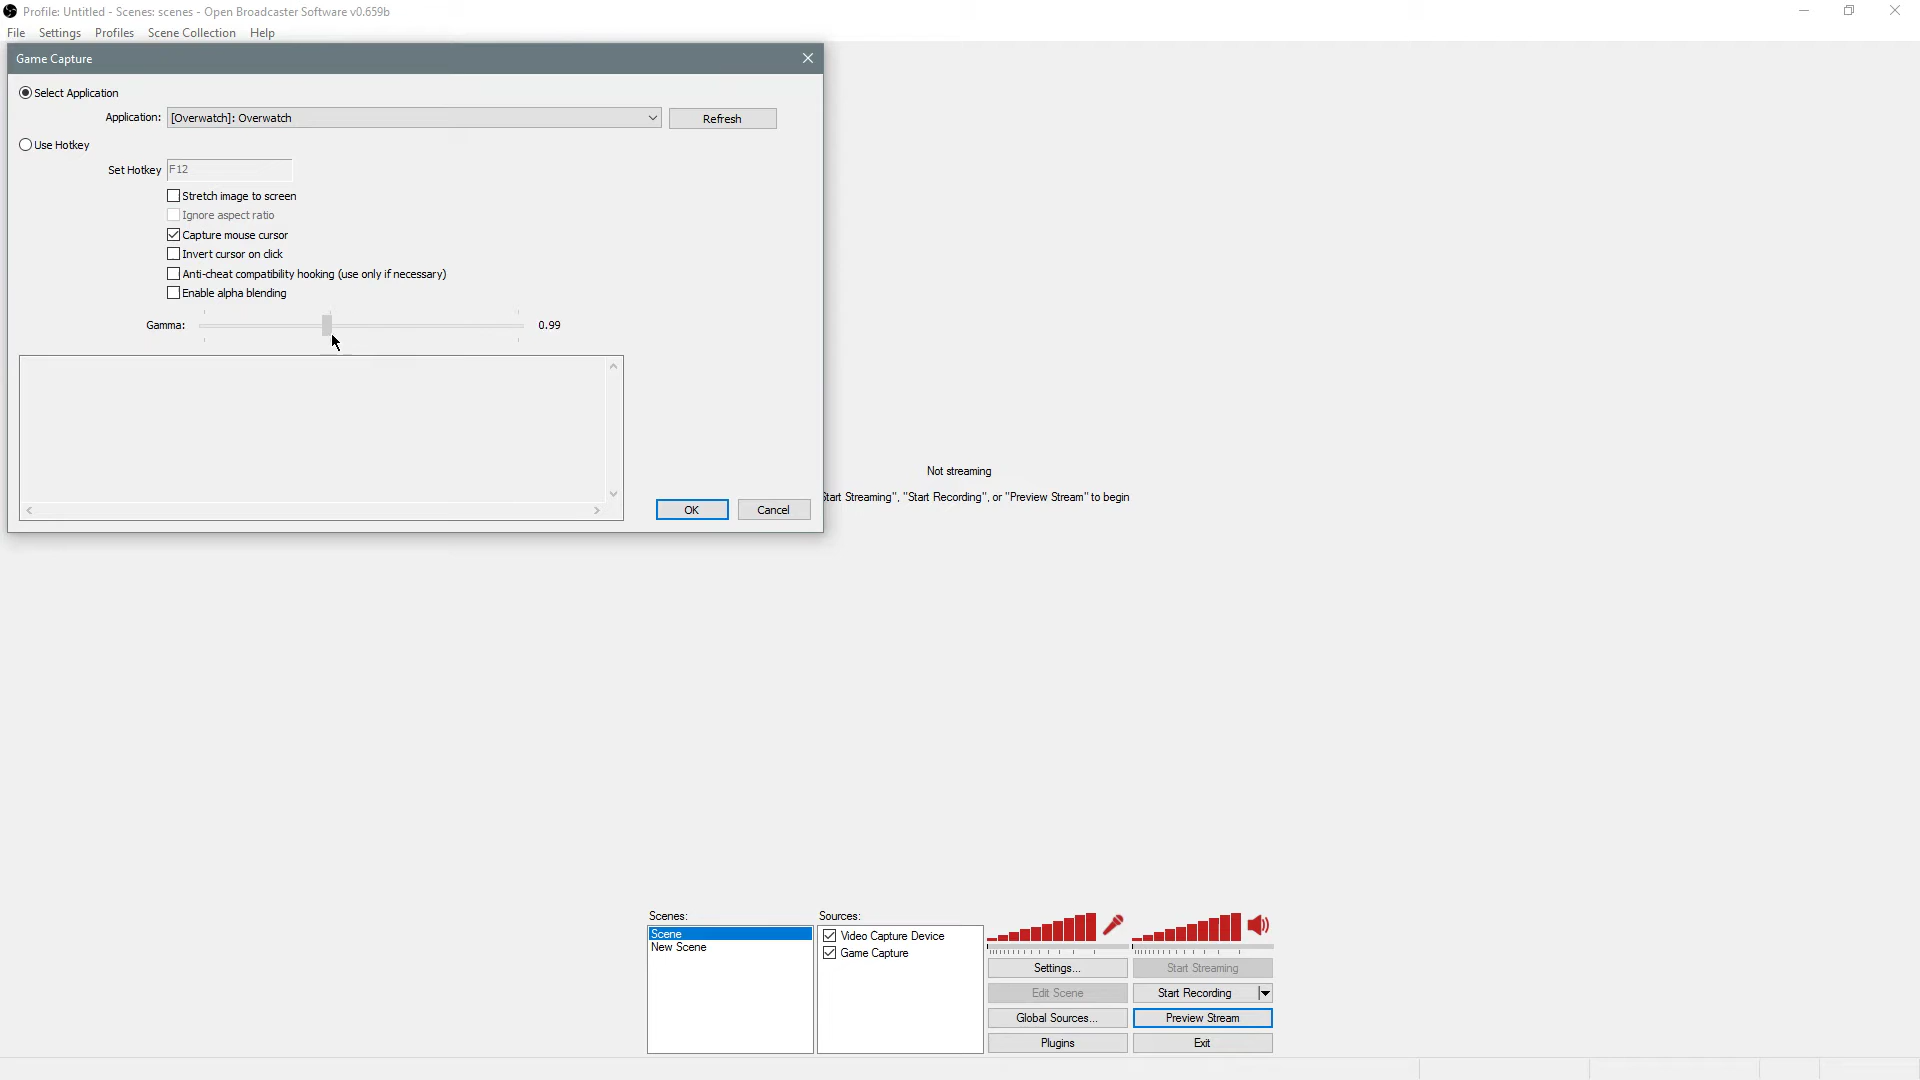 Profile: Untitled - Scenes: scenes - Open Broadcaster Software v0.659b
File Settings Profiles Scene Collection Help
Game Capture
Select Application
Application: [Overwatch]: Overwatch Refresh
Use Hotkey
Set Hotkey F12
Stretch image to screen
Ignore aspect ratio
Capture mouse cursor
Invert cursor on click
Anti-cheat compatibility hooking (use only if necessary)
Enable alpha blending
Gamma: 0.99
OK Cancel
Not streaming
Start Streaming", "Start Recording", or "Preview Stream" to begin
Scenes:
Scene
New Scene
Sources:
Video Capture Device
Game Capture
Settings... Start Streaming
Edit Scene Start Recording
Global Sources... Preview Stream
Plugins Exit